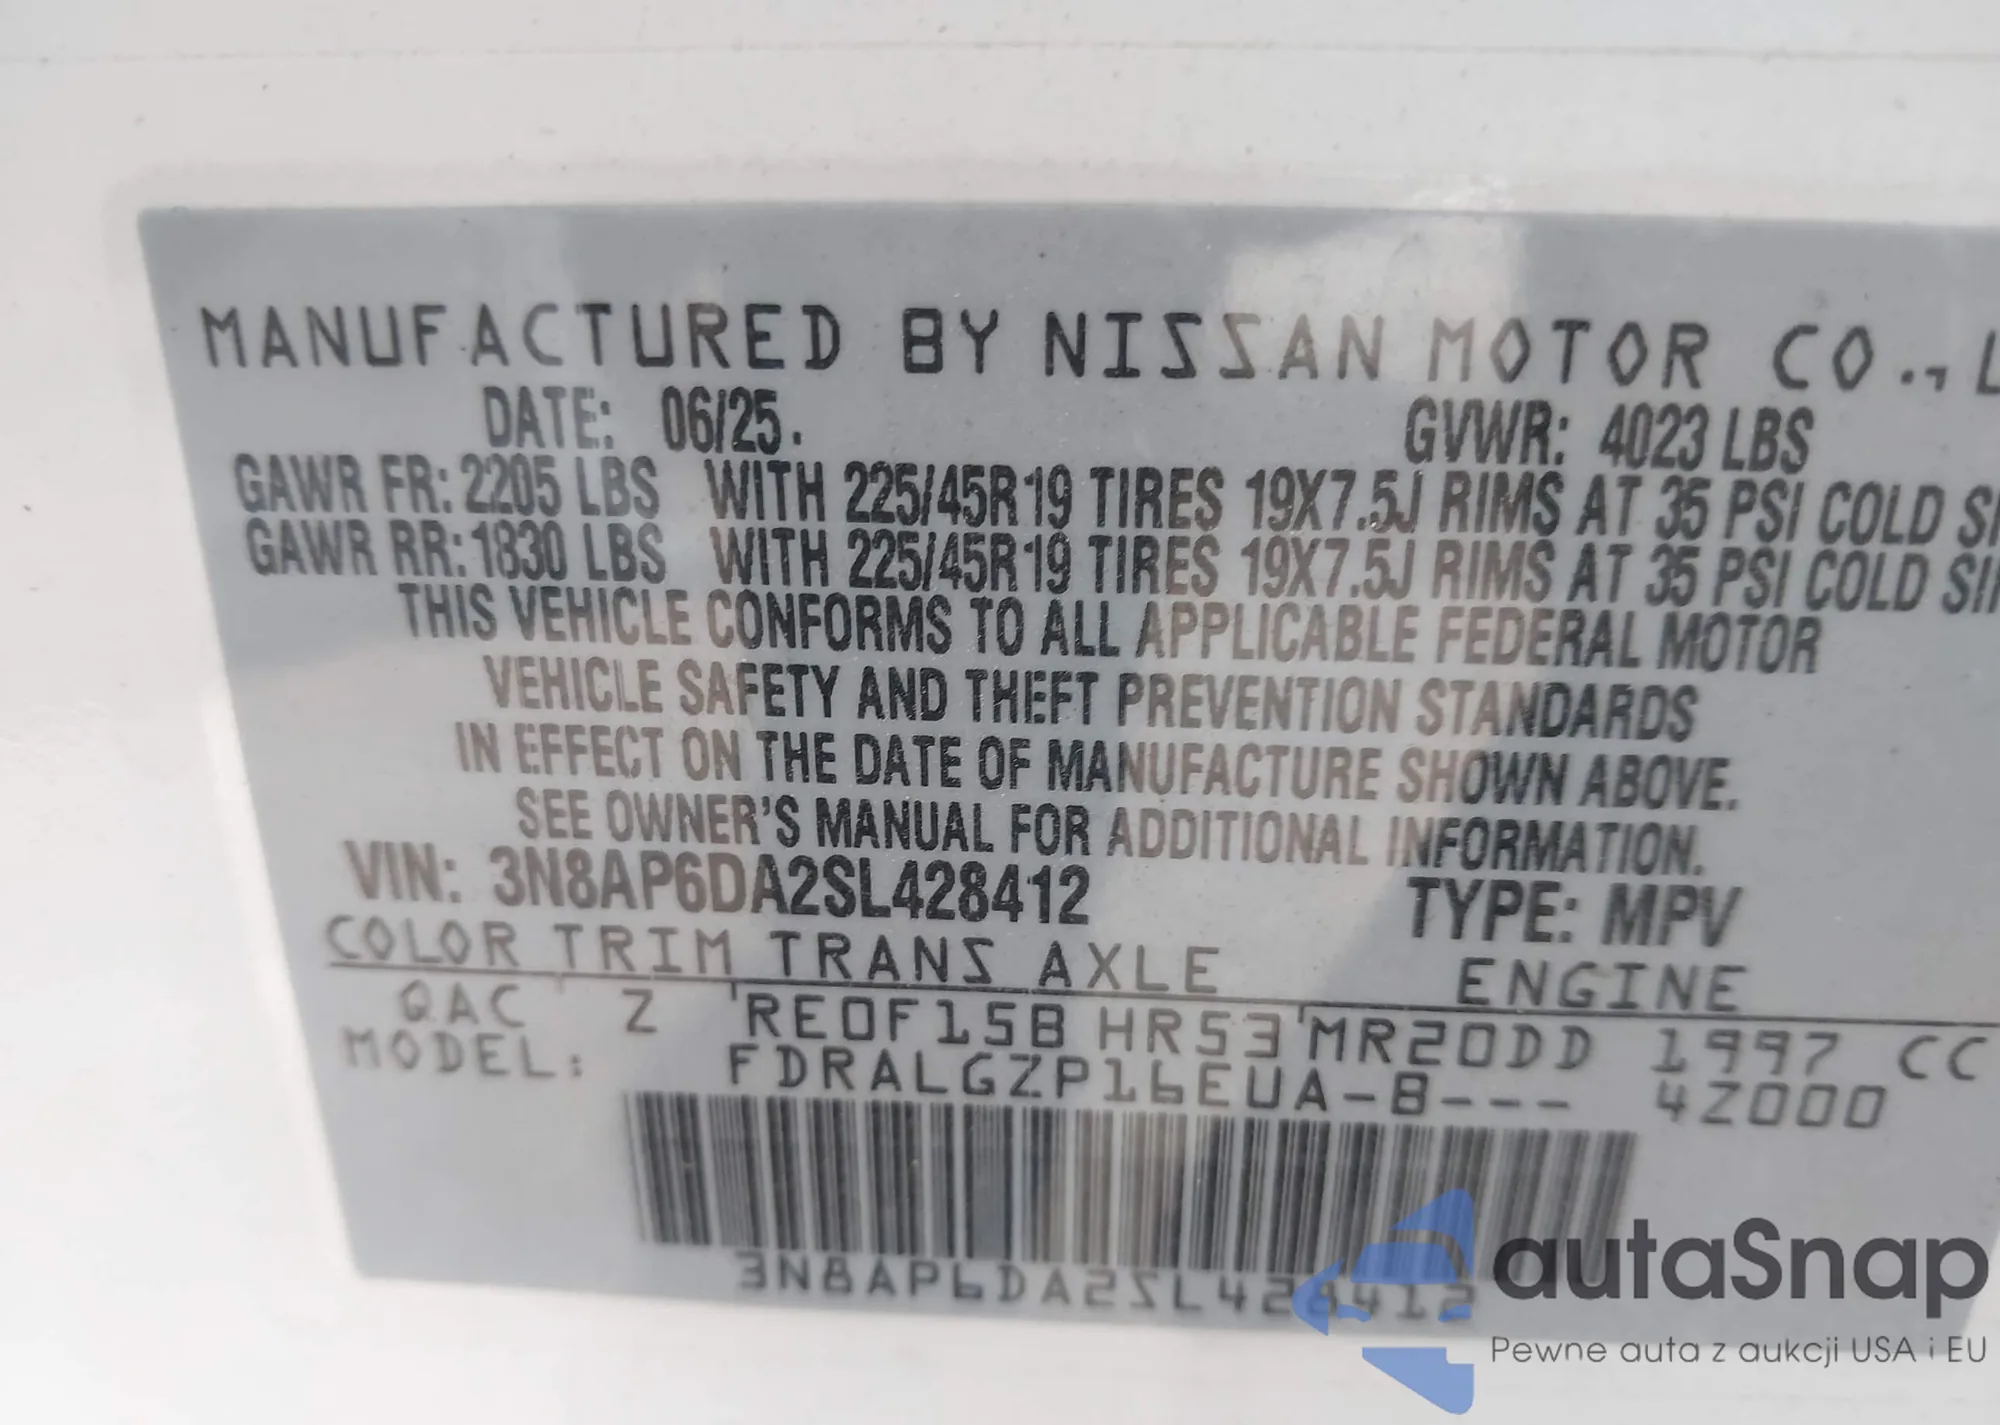 MANUFACTURED BY NISSAN MOTOR CO., L
DATE: 06/25. GVWR: 4023 LBS
GAWR FR: 2205 LBS WITH 225/45R19 TIRES 19X7.5J RIMS AT 35 PSI COLD SI
GAWR RR: 1830 LBS WITH 225/45R19 TIRES 19X7.5J RIMS AT 35 PSI COLD SI
THIS VEHICLE CONFORMS TO ALL APPLICABLE FEDERAL MOTOR
VEHICLE SAFETY AND THEFT PREVENTION STANDARDS
IN EFFECT ON THE DATE OF MANUFACTURE SHOWN ABOVE.
SEE OWNER'S MANUAL FOR ADDITIONAL INFORMATION.
VIN: 3N8AP6DA2SL428412 TYPE: MPV
COLOR TRIM TRANS AXLE ENGINE
QAC Z RE0F15B HR53 MR20DD 1997 CC
MODEL: FDRALGZP16EUA-B--- 4Z000
3N8AP6DA2SL428412
autaSnap
Pewne auta z aukcji USA i EU